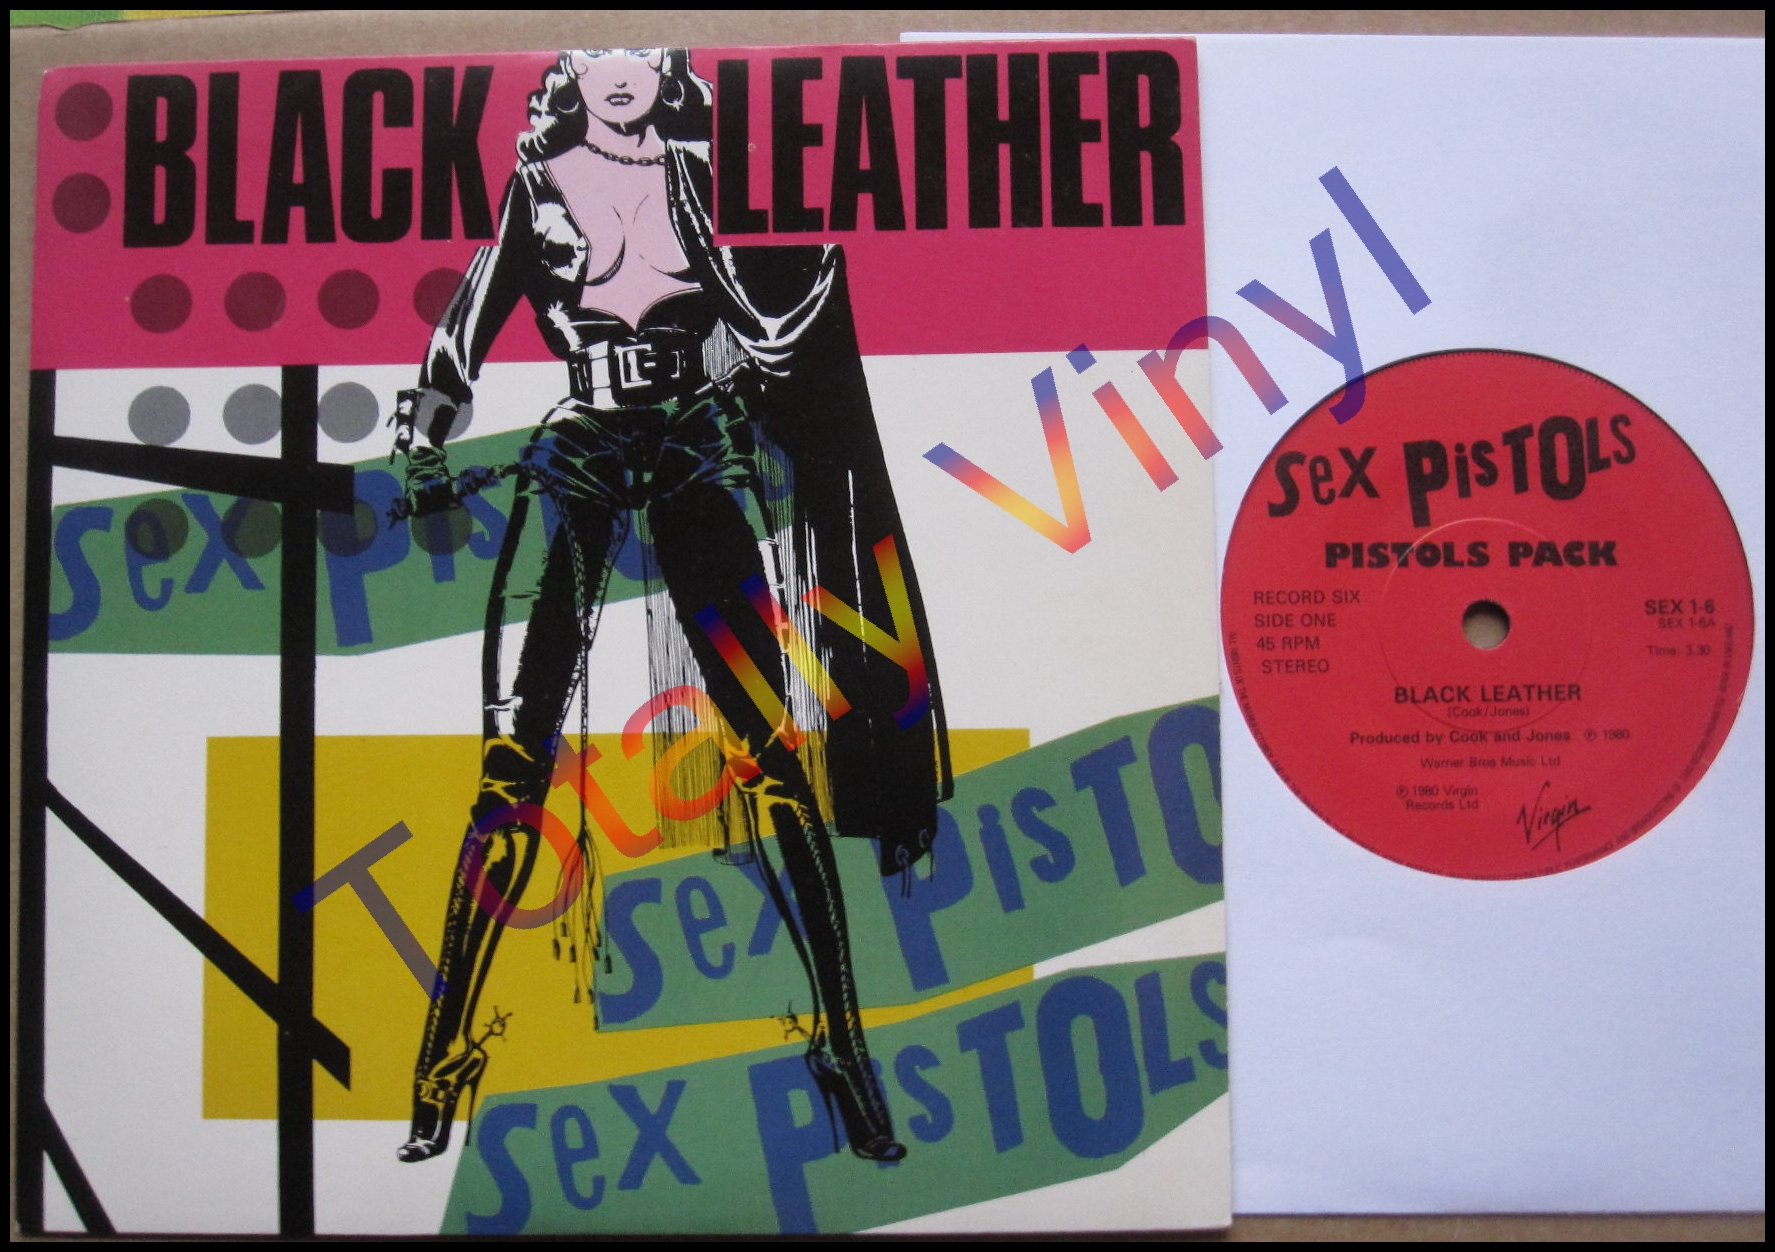 BLACK LEATHER
Sex PisTOLs
Sex PisTO
Sex PisTOLs
Totally Vinyl
Sex PisTOLs
PISTOLS PACK
RECORD SIX
SIDE ONE
45 RPM
STEREO
SEX 1-6
SEX 1-6A
Time: 3.30
BLACK LEATHER
(Cook/Jones)
Produced by Cook and Jones ℗ 1980
Warner Bros Music Ltd
℗ 1980 Virgin
Records Ltd
Virgin